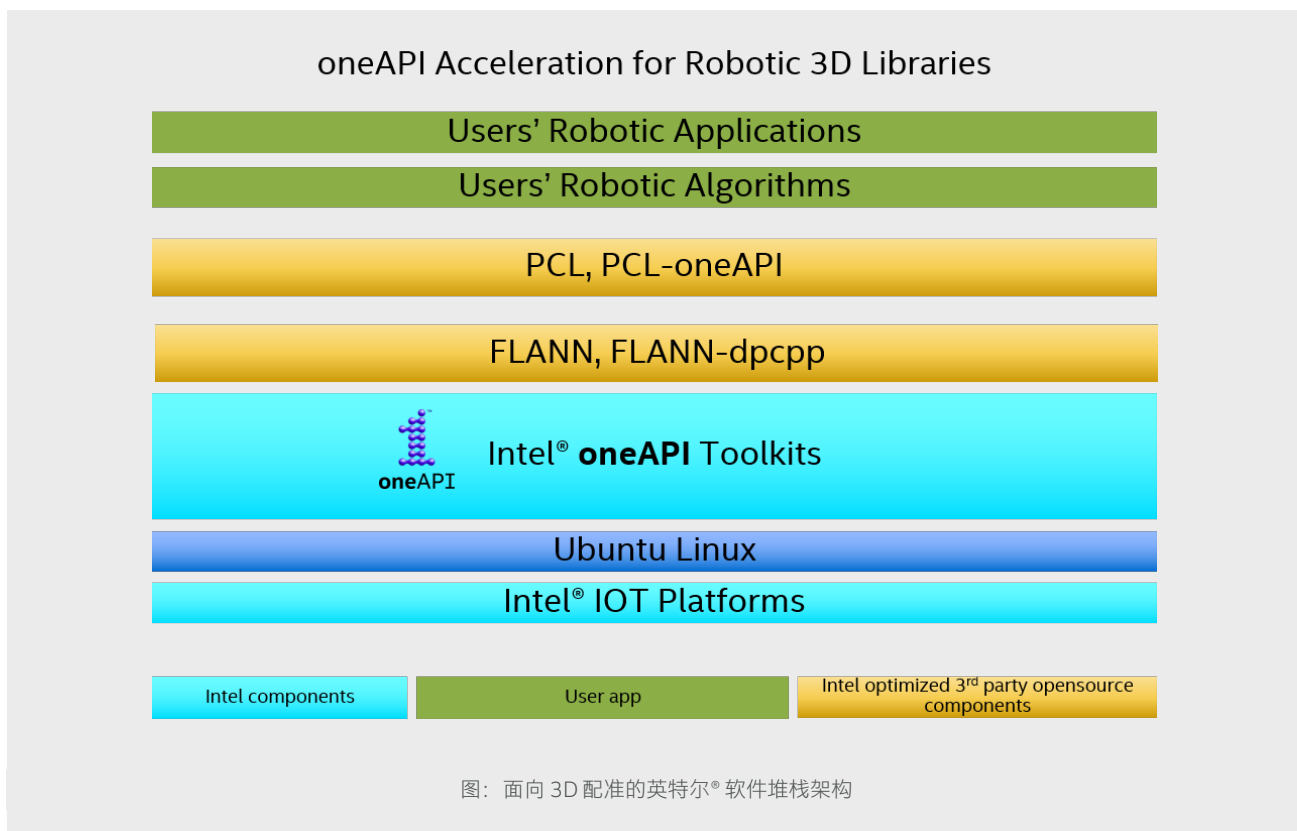 oneAPI Acceleration for Robotic 3D Libraries
Users’ Robotic Applications
Users’ Robotic Algorithms
PCL, PCL-oneAPI
FLANN, FLANN-dpcpp
oneAPI
Intel® oneAPI Toolkits
Ubuntu Linux
Intel® IOT Platforms
Intel components
User app
Intel optimized 3rd party opensource
components
图：面向 3D 配准的英特尔® 软件堆栈架构